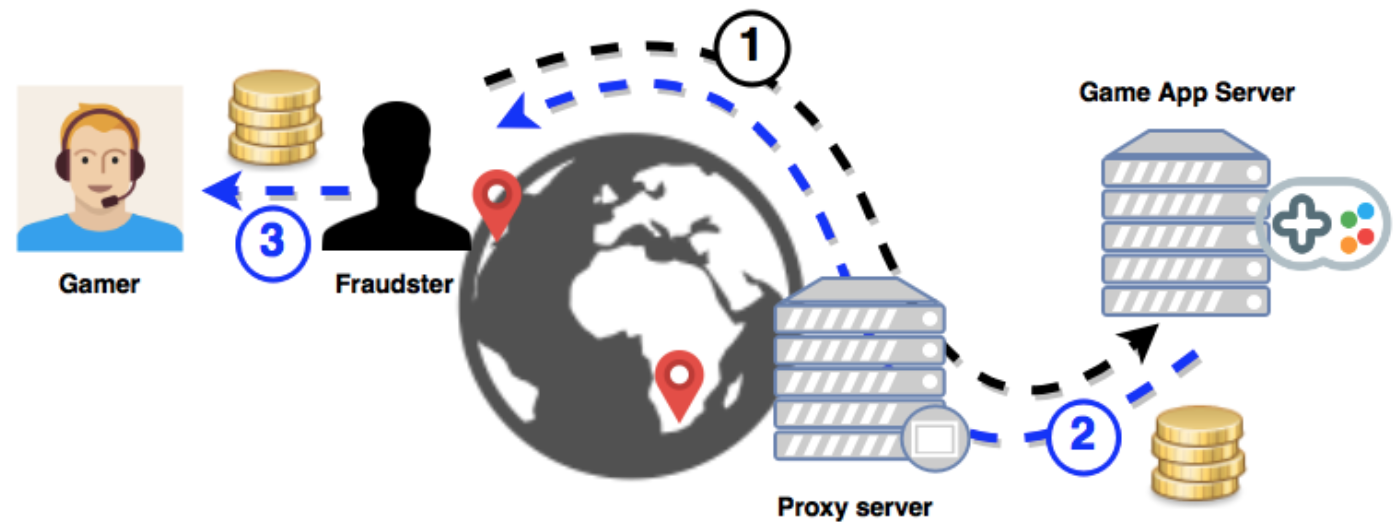 1
Game App Server
3
Gamer
Fraudster
2
Proxy server